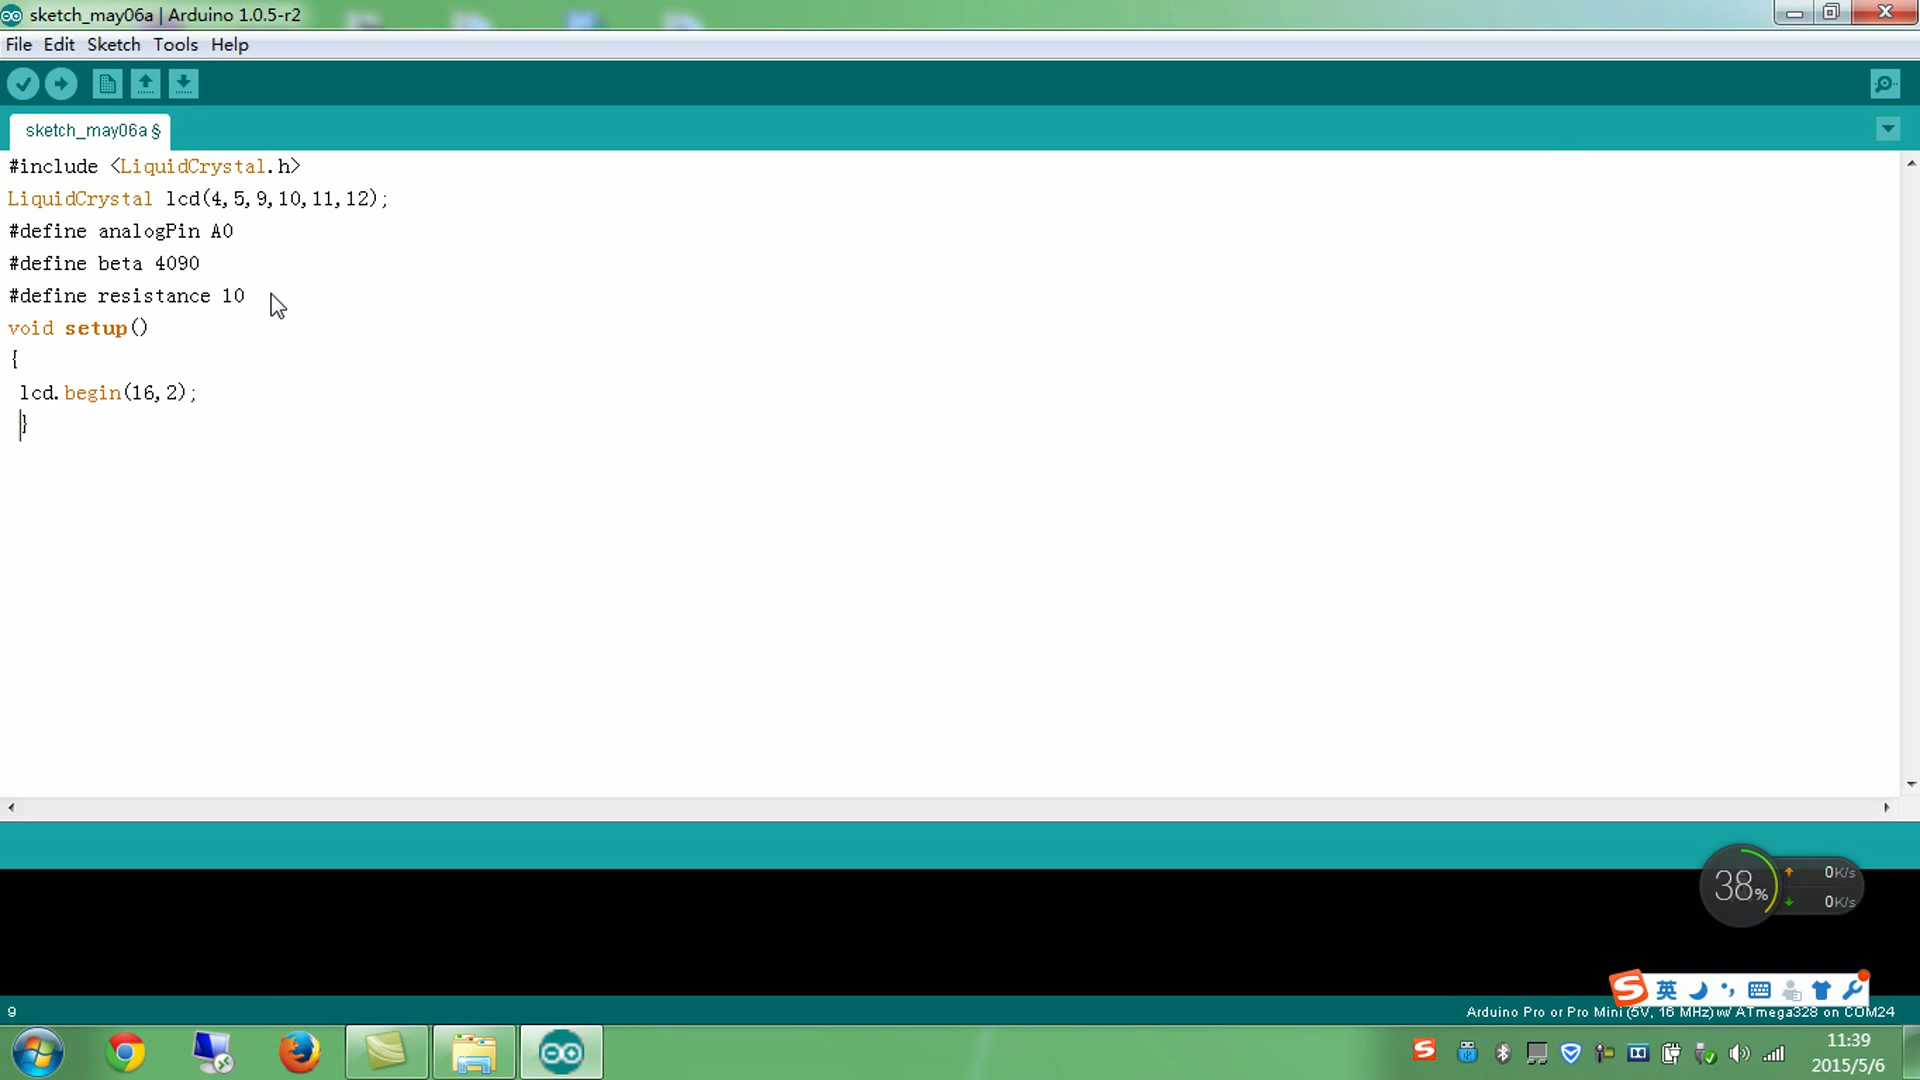 sketch_may06a | Arduino 1.0.5-r2
File Edit Sketch Tools Help
sketch_may06a §
#include <LiquidCrystal.h>
LiquidCrystal lcd(4,5,9,10,11,12);
#define analogPin A0
#define beta 4090
#define resistance 10
void setup()
{
lcd.begin(16,2);
}
38%
0K/s
0K/s
英
9
Arduino Pro or Pro Mini (5V, 16 MHz) w/ ATmega328 on COM24
11:39
2015/5/6